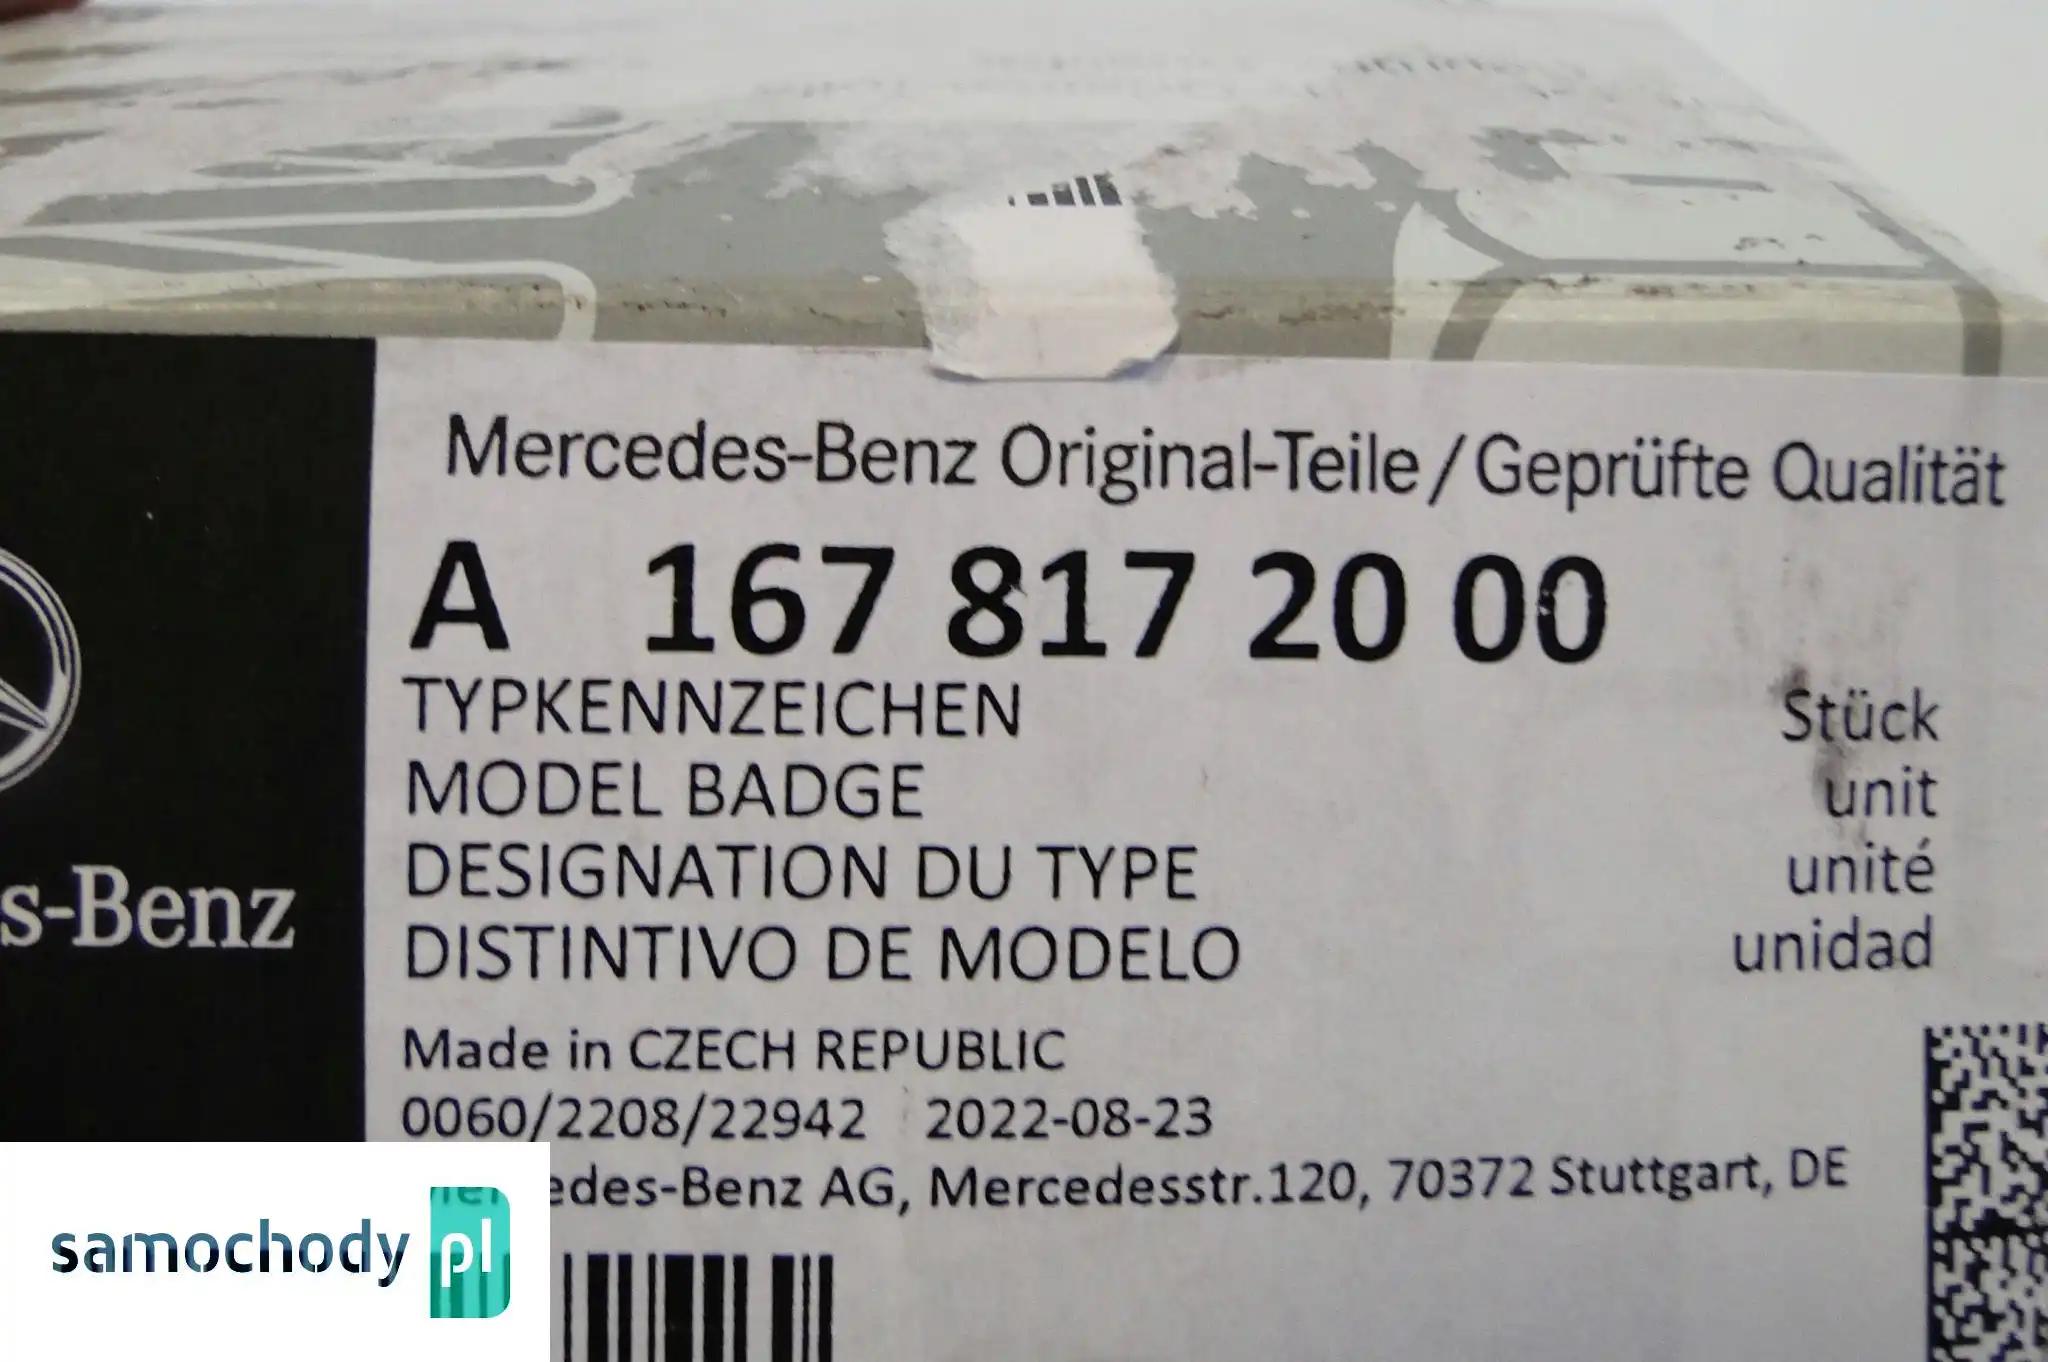 Mercedes-Benz Original-Teile/Geprüfte Qualität
A 167 817 20 00
TYPKENNZEICHEN Stück
MODEL BADGE unit
DESIGNATION DU TYPE unité
DISTINTIVO DE MODELO unidad
s-Benz
Made in CZECH REPUBLIC
0060/2208/22942 2022-08-23
edes-Benz AG, Mercedesstr.120, 70372 Stuttgart, DE
samochody pl